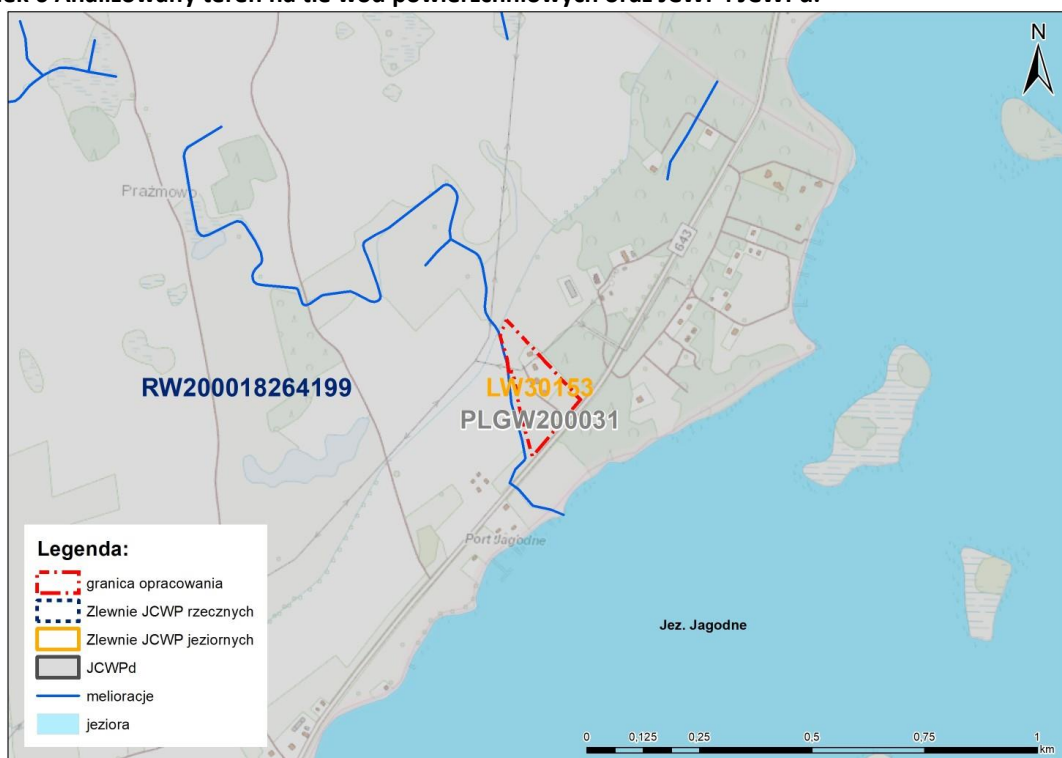 Analizowany teren na tle wód powierzchniowych oraz JCWP i JCWPd.
N
Prażmowo
643
RW200018264199
LW30153
PLGW200031
Port Jagodne
Jez. Jagodne
Legenda:
granica opracowania
Zlewnie JCWP rzecznych
Zlewnie JCWP jeziornych
JCWPd
melioracje
jeziora
0 0,125 0,25 0,5 0,75 1
km